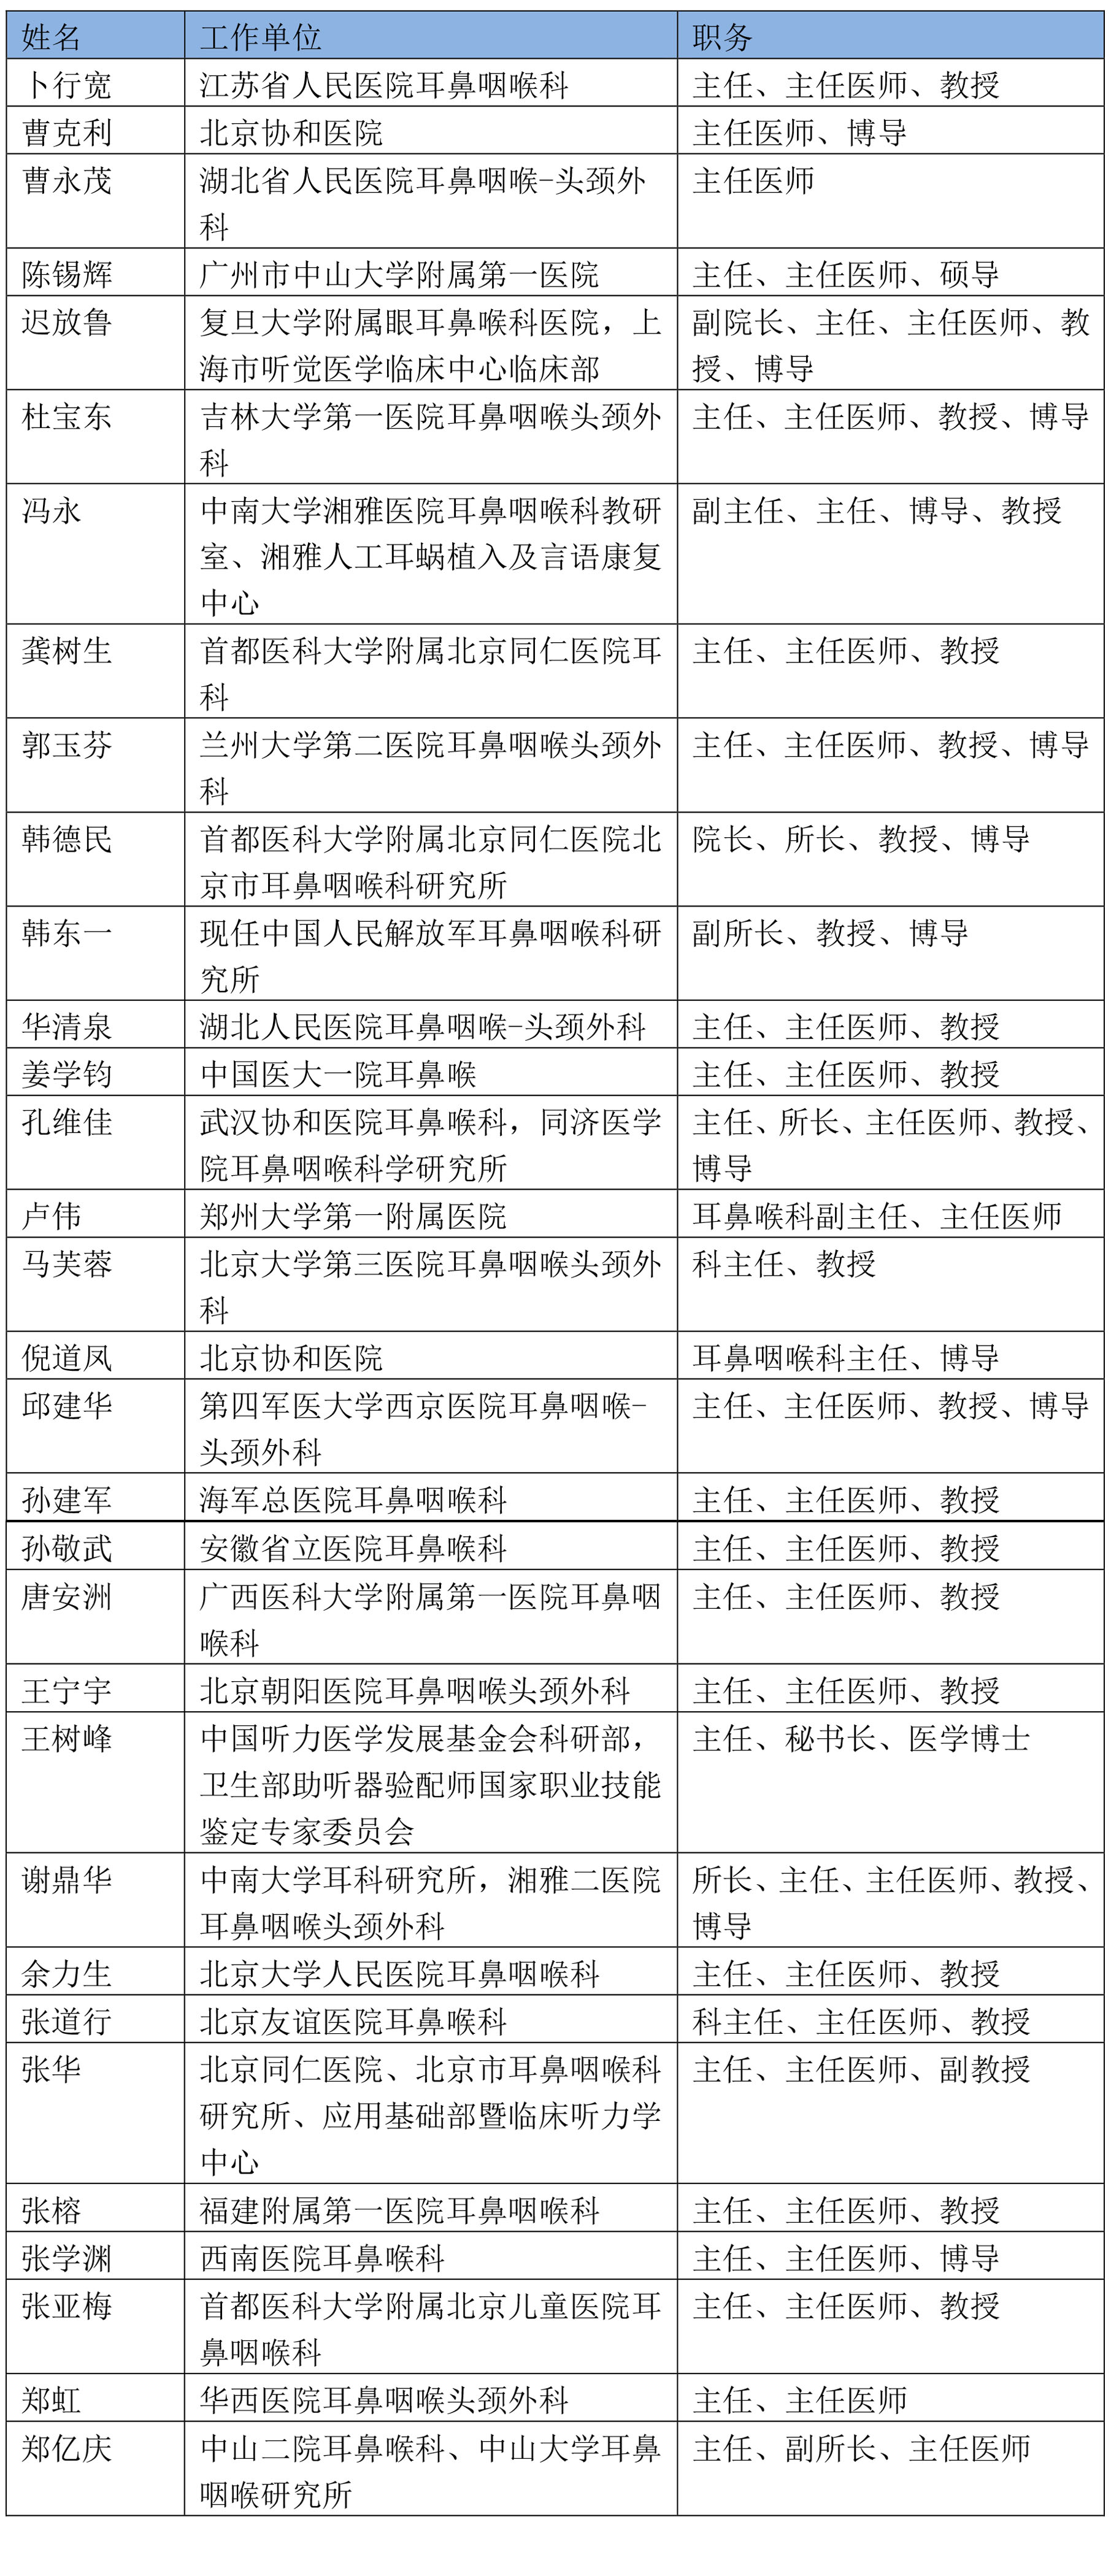 姓名 工作单位 职务
卜行宽 江苏省人民医院耳鼻咽喉科 主任、主任医师、教授
曹克利 北京协和医院 主任医师、博导
曹永茂 湖北省人民医院耳鼻咽喉-头颈外 主任医师
科
陈锡辉 广州市中山大学附属第一医院 主任、主任医师、硕导
迟放鲁 复旦大学附属眼耳鼻喉科医院，上 副院长、主任、主任医师、教
海市听觉医学临床中心临床部 授、博导
杜宝东 吉林大学第一医院耳鼻咽喉头颈外 主任、主任医师、教授、博导
科
冯永 中南大学湘雅医院耳鼻咽喉科教研 副主任、主任、博导、教授
室、湘雅人工耳蜗植入及言语康复
中心
龚树生 首都医科大学附属北京同仁医院耳 主任、主任医师、教授
科
郭玉芬 兰州大学第二医院耳鼻咽喉头颈外 主任、主任医师、教授、博导
科
韩德民 首都医科大学附属北京同仁医院北 院长、所长、教授、博导
京市耳鼻咽喉科研究所
韩东一 现任中国人民解放军耳鼻咽喉科研 副所长、教授、博导
究所
华清泉 湖北人民医院耳鼻咽喉-头颈外科 主任、主任医师、教授
姜学钧 中国医大一院耳鼻喉 主任、主任医师、教授
孔维佳 武汉协和医院耳鼻喉科，同济医学 主任、所长、主任医师、教授、
院耳鼻咽喉科学研究所 博导
卢伟 郑州大学第一附属医院 耳鼻喉科副主任、主任医师
马芙蓉 北京大学第三医院耳鼻咽喉头颈外 科主任、教授
科
倪道凤 北京协和医院 耳鼻咽喉科主任、博导
邱建华 第四军医大学西京医院耳鼻咽喉- 主任、主任医师、教授、博导
头颈外科
孙建军 海军总医院耳鼻咽喉科 主任、主任医师、教授
孙敬武 安徽省立医院耳鼻喉科 主任、主任医师、教授
唐安洲 广西医科大学附属第一医院耳鼻咽 主任、主任医师、教授
喉科
王宁宇 北京朝阳医院耳鼻咽喉头颈外科 主任、主任医师、教授
王树峰 中国听力医学发展基金会科研部， 主任、秘书长、医学博士
卫生部助听器验配师国家职业技能
鉴定专家委员会
谢鼎华 中南大学耳科研究所，湘雅二医院 所长、主任、主任医师、教授、
耳鼻咽喉头颈外科 博导
余力生 北京大学人民医院耳鼻咽喉科 主任、主任医师、教授
张道行 北京友谊医院耳鼻喉科 科主任、主任医师、教授
张华 北京同仁医院、北京市耳鼻咽喉科 主任、主任医师、副教授
研究所、应用基础部暨临床听力学
中心
张榕 福建附属第一医院耳鼻咽喉科 主任、主任医师、教授
张学渊 西南医院耳鼻喉科 主任、主任医师、博导
张亚梅 首都医科大学附属北京儿童医院耳 主任、主任医师、教授
鼻咽喉科
郑虹 华西医院耳鼻咽喉头颈外科 主任、主任医师
郑亿庆 中山二院耳鼻喉科、中山大学耳鼻 主任、副所长、主任医师
咽喉研究所